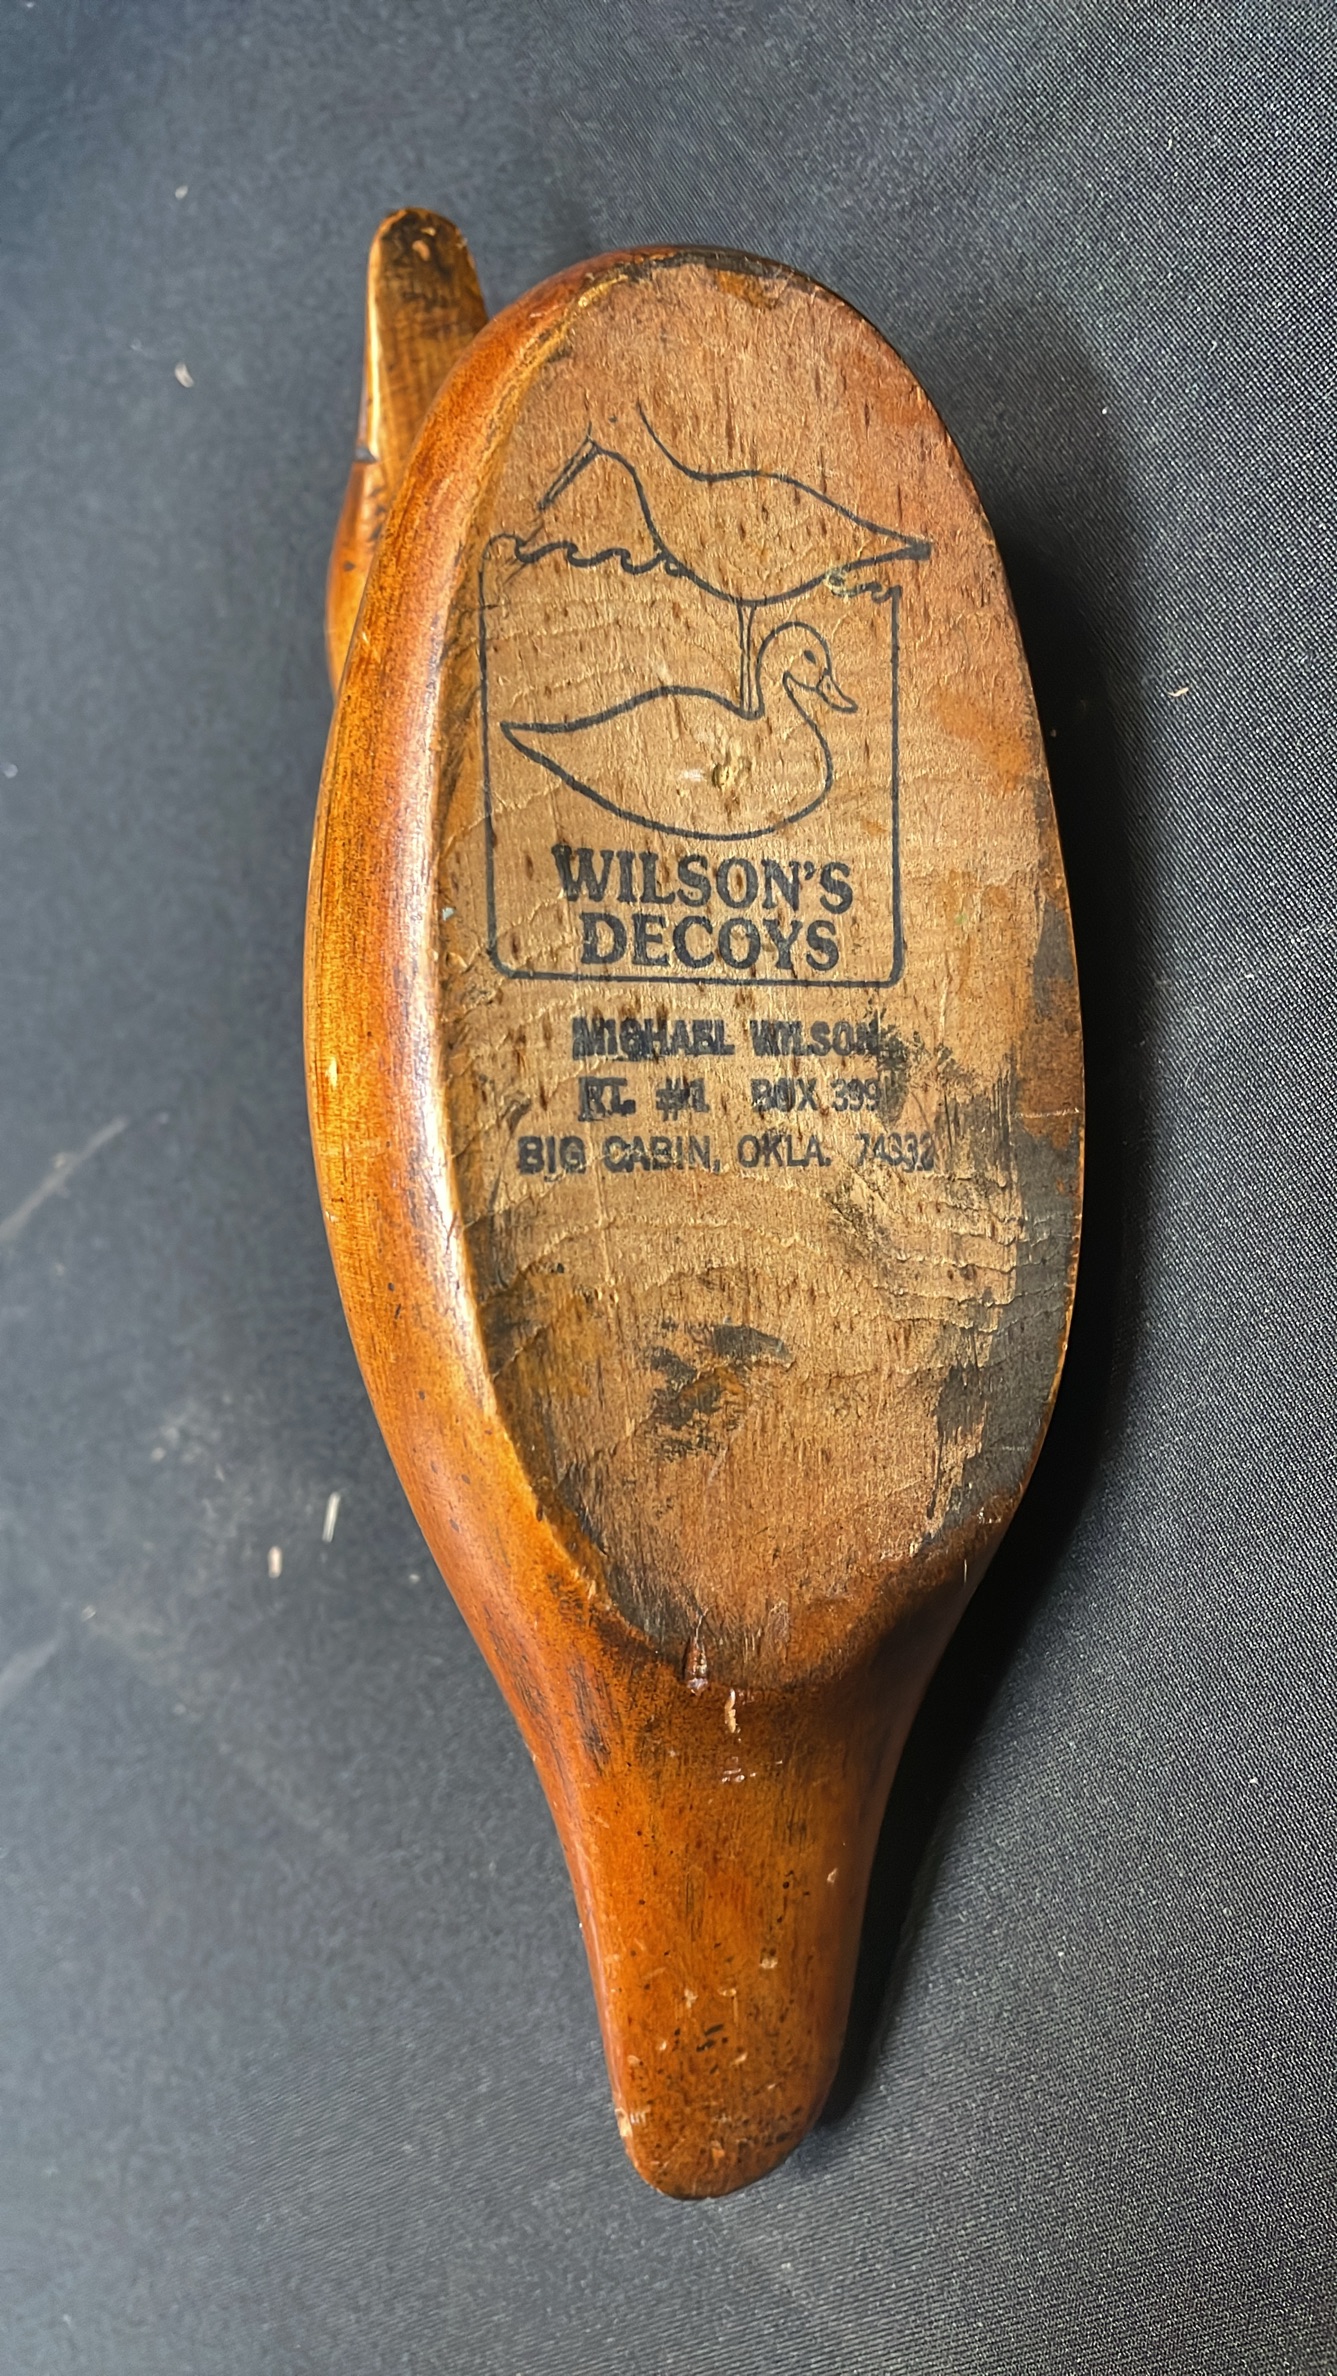 WILSON'S
DECOYS
MICHAEL WILSON
RT. #1 BOX 399
BIG CABIN, OKLA. 74332